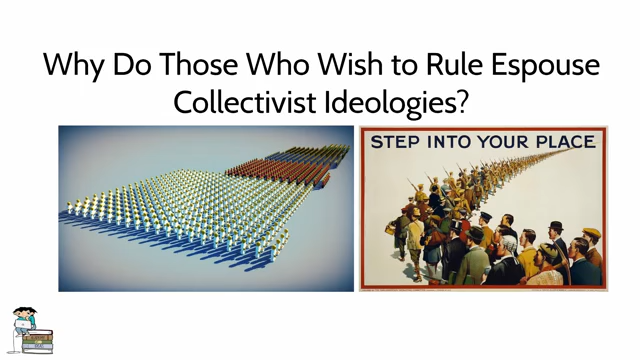 Why Do Those Who Wish to Rule Espouse
Collectivist Ideologies?
STEP INTO YOUR PLACE